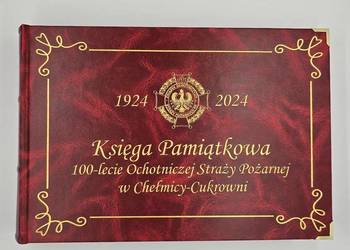 1924 2024
Księga Pamiątkowa
100-lecie Ochotniczej Straży Pożarnej
w Chełmicy-Cukrowni